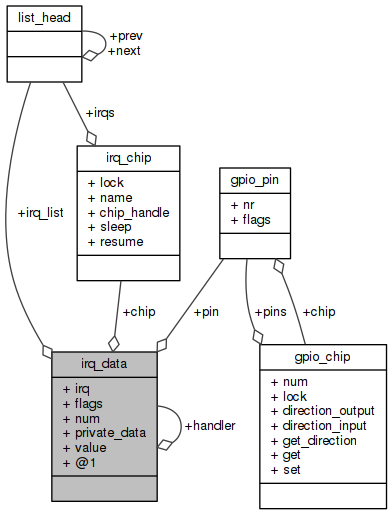 list_head
+prev
+next
+irqs
irq_chip
+ lock
+ name
+ chip_handle
+ sleep
+ resume
gpio_pin
+ nr
+ flags
+irq_list
+chip
+pin
+pins
+chip
irq_data
+ irq
+ flags
+ num
+ private_data
+ value
+ @1
+handler
gpio_chip
+ num
+ lock
+ direction_output
+ direction_input
+ get_direction
+ get
+ set